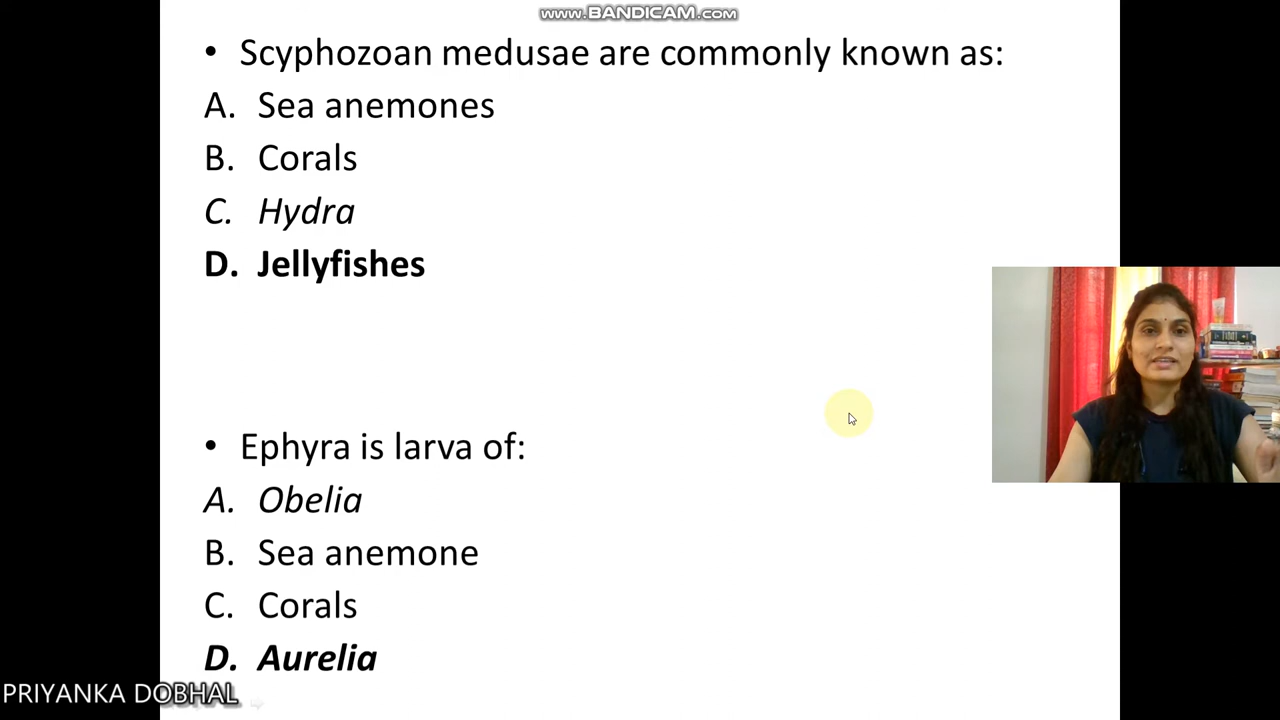 www.BANDICAM.com
• Scyphozoan medusae are commonly known as:
A. Sea anemones
B. Corals
C. Hydra
D. Jellyfishes
• Ephyra is larva of:
A. Obelia
B. Sea anemone
C. Corals
D. Aurelia
PRIYANKA DOBHAL